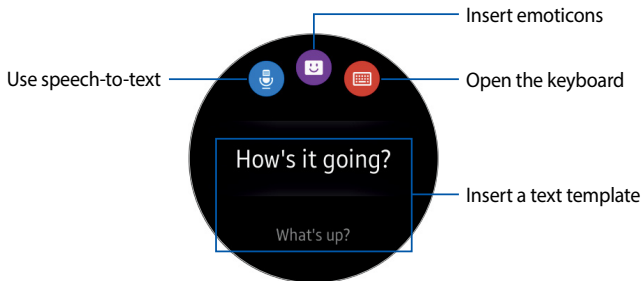 Insert emoticons
Use speech-to-text
Open the keyboard
How's it going?
Insert a text template
What's up?